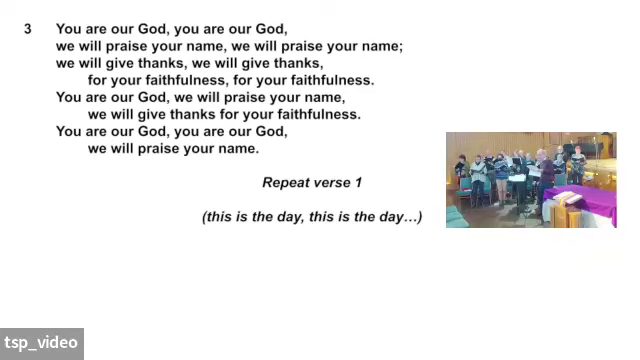 3 You are our God, you are our God,
we will praise your name, we will praise your name;
we will give thanks, we will give thanks,
for your faithfulness, for your faithfulness.
You are our God, we will praise your name,
we will give thanks for your faithfulness.
You are our God, you are our God,
we will praise your name.
Repeat verse 1
(this is the day, this is the day…)
tsp_video